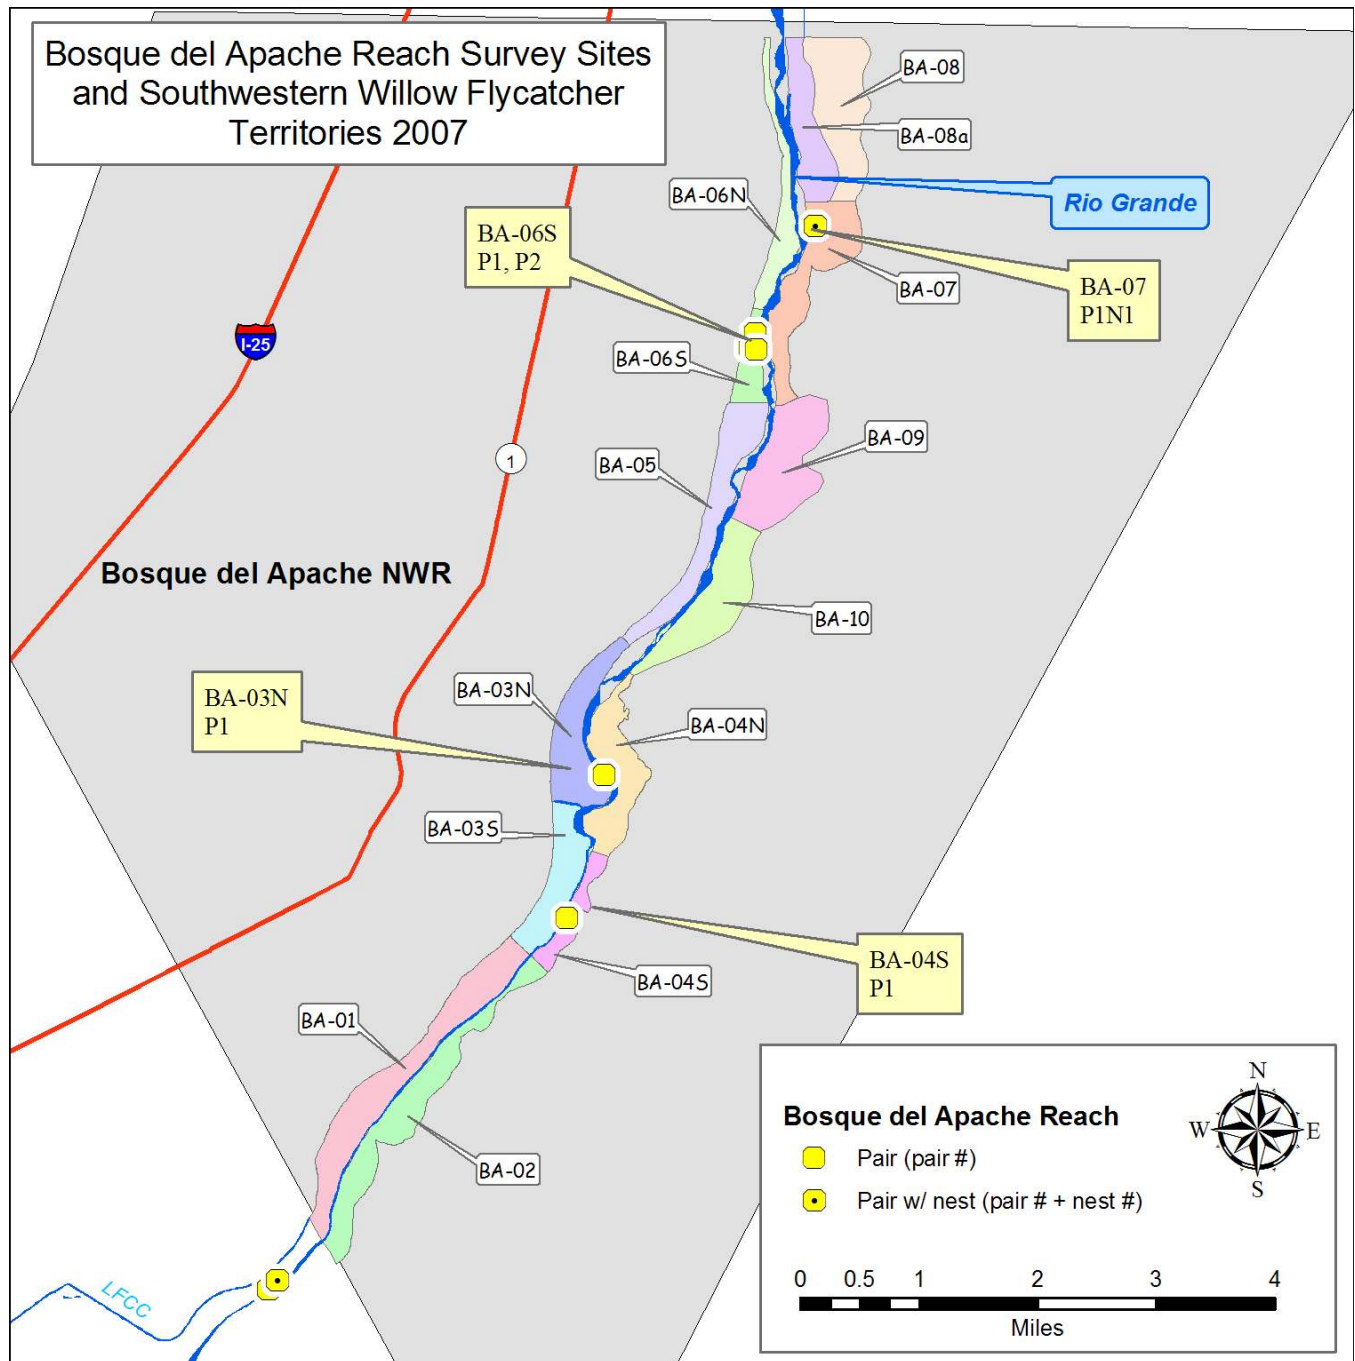 Bosque del Apache Reach Survey Sites
and Southwestern Willow Flycatcher
Territories 2007
BA-08
BA-08a
BA-06N
Rio Grande
BA-06S
P1, P2
BA-07
BA-07
P1N1
I-25
BA-06S
BA-09
1
BA-05
Bosque del Apache NWR
BA-10
BA-03N
P1
BA-03N
BA-04N
BA-03S
BA-04S
P1
BA-04S
BA-01
BA-02
LFCC
N
W
E
S
Bosque del Apache Reach
Pair (pair #)
Pair w/ nest (pair # + nest #)
0 0.5 1 2 3 4
Miles